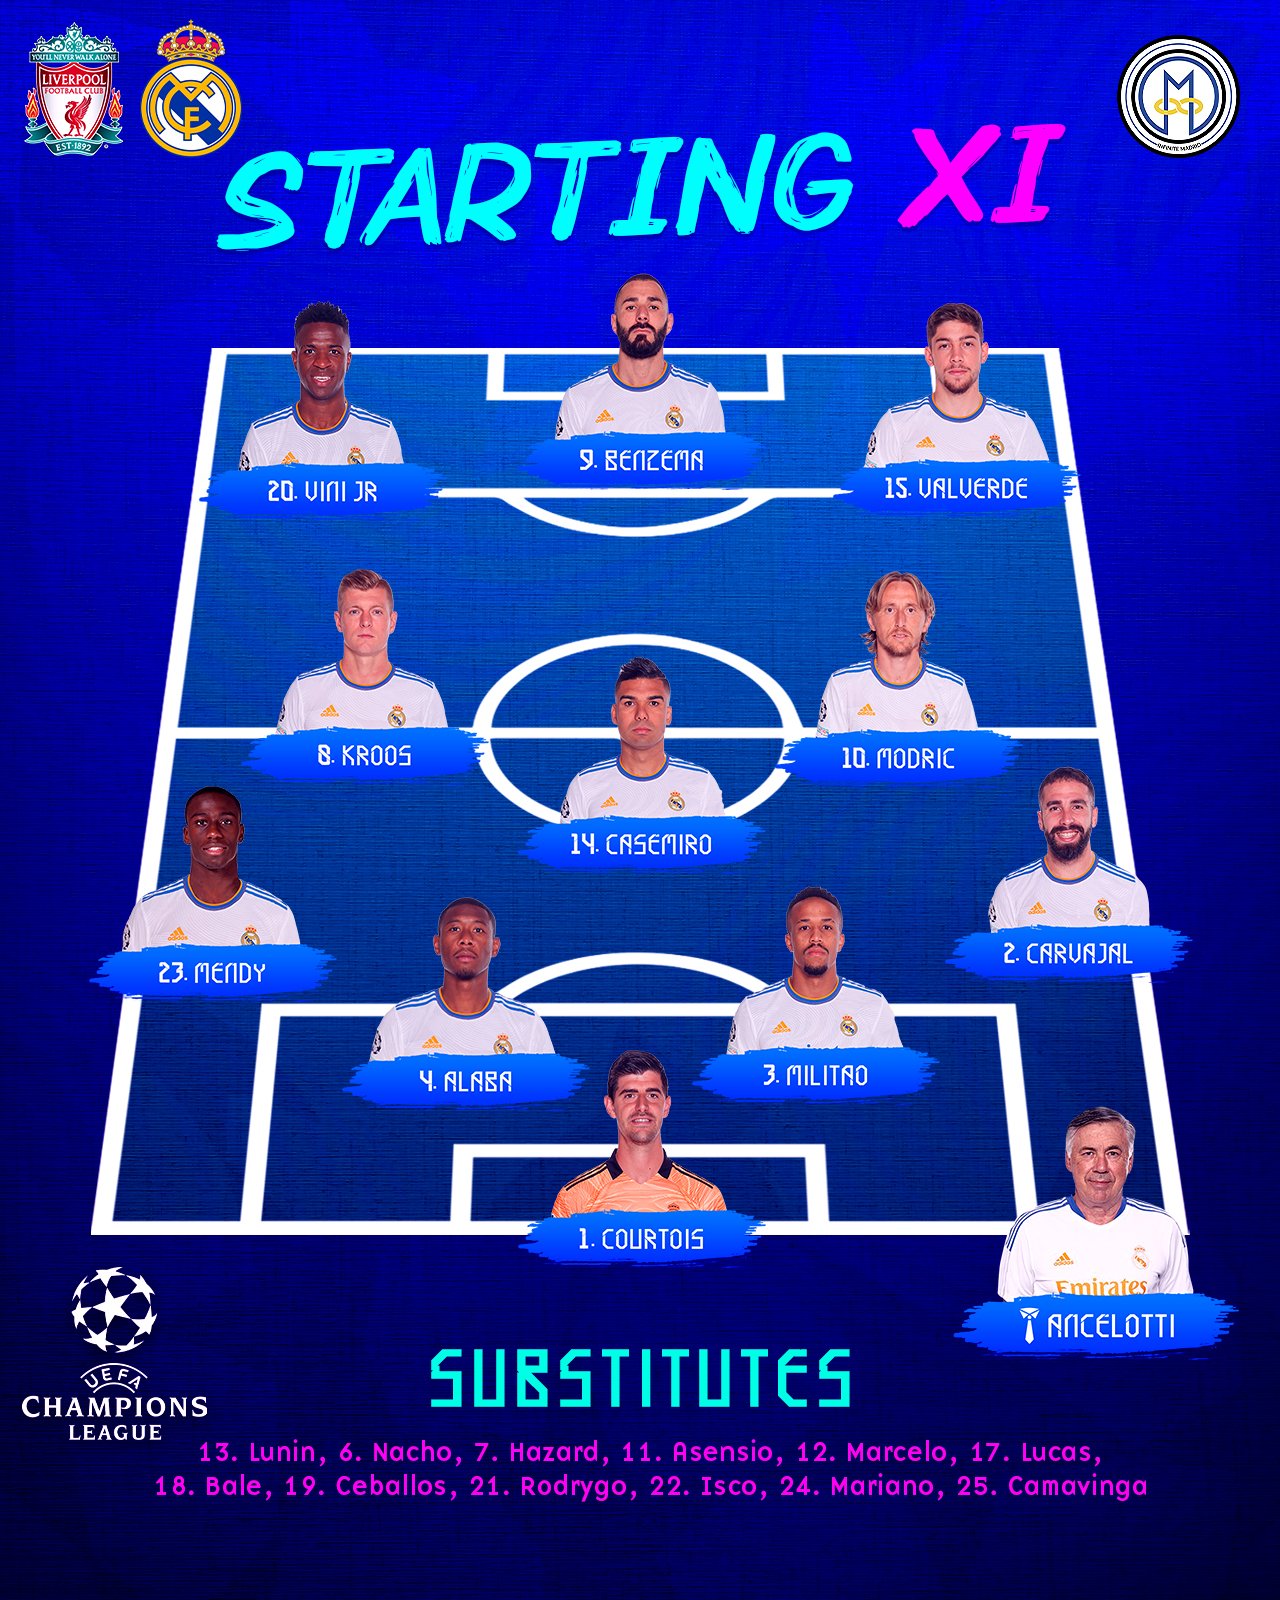 YOU'LL NEVER WALK ALONE
LIVERPOOL
FOOTBALL CLUB
EST·1892
INFINITE MADRID
STARTING XI
9. BENZEMA
20. VINI JR
15. VALVERDE
8. KROOS
10. MODRIC
14. CASEMIRO
23. MENDY
2. CARVAJAL
4. ALABA
3. MILITAO
1. COURTOIS
Emirates
ANCELOTTI
UEFA
CHAMPIONS
LEAGUE
SUBSTITUTES
13. Lunin, 6. Nacho, 7. Hazard, 11. Asensio, 12. Marcelo, 17. Lucas,
18. Bale, 19. Ceballos, 21. Rodrygo, 22. Isco, 24. Mariano, 25. Camavinga